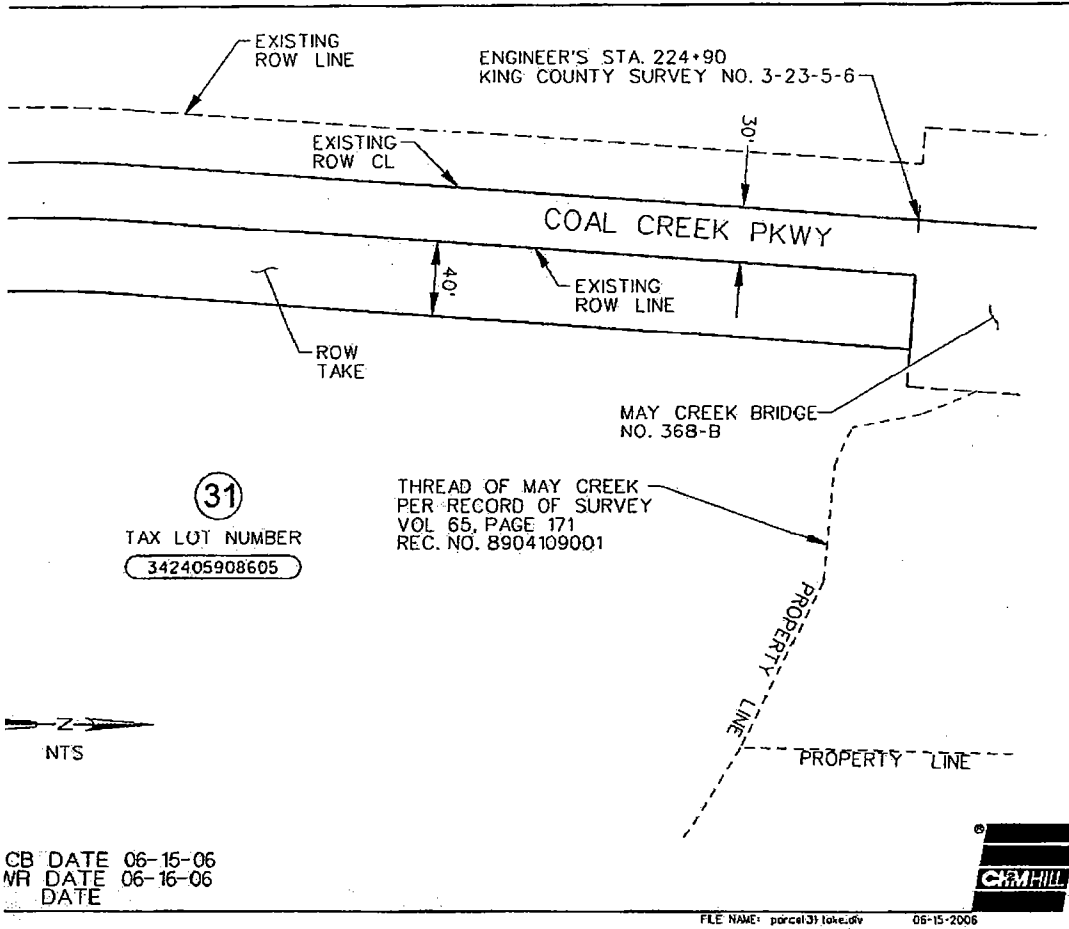 EXISTING
ROW LINE
ENGINEER'S STA. 224+90
KING COUNTY SURVEY NO. 3-23-5-6
30'
EXISTING
ROW CL
COAL CREEK PKWY
40'
EXISTING
ROW LINE
ROW
TAKE
MAY CREEK BRIDGE
NO. 368-B
31
TAX LOT NUMBER
342405908605
THREAD OF MAY CREEK
PER RECORD OF SURVEY
VOL 65, PAGE 171
REC. NO. 8904109001
PROPERTY LINE
Z
NTS
PROPERTY LINE
CB DATE 06-15-06
WR DATE 06-16-06
DATE
®
CH2MHILL
FILE NAME: parcel31take.div 06-15-2006